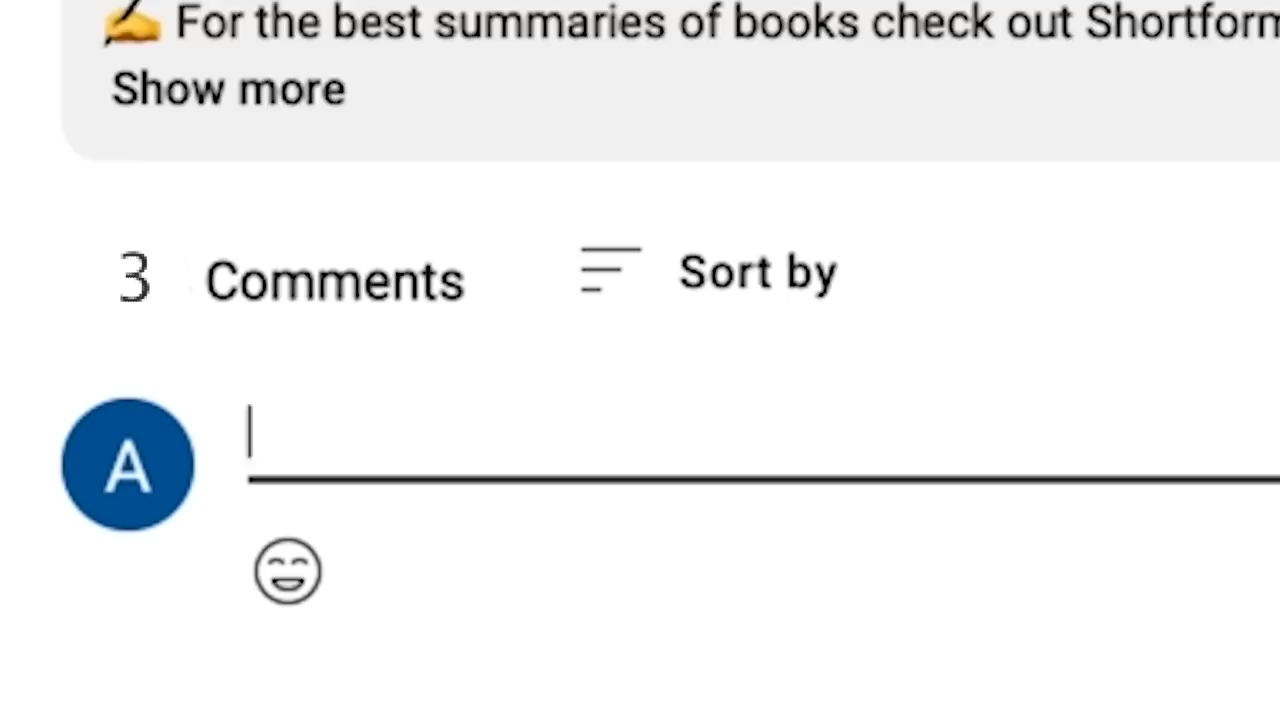 ✍️ For the best summaries of books check out Shortform
Show more
3 Comments Sort by
A